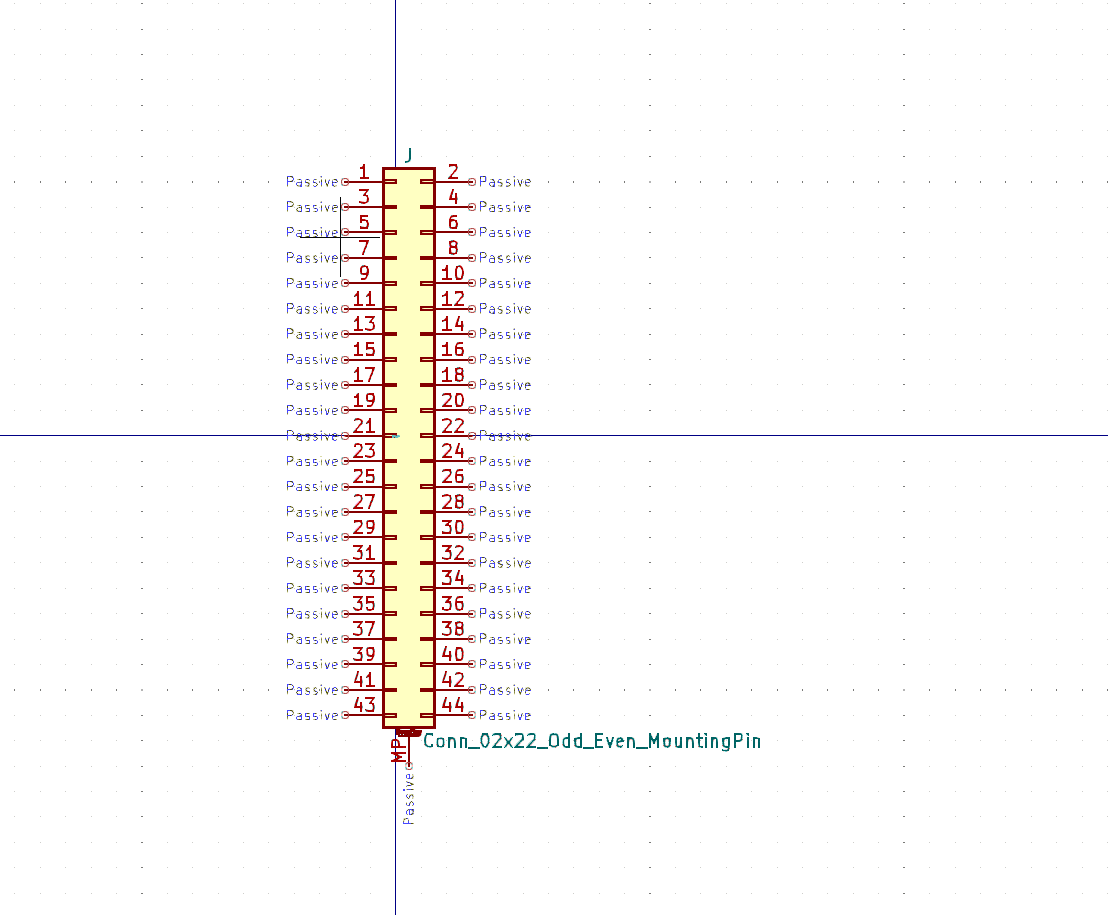 J
Passive 1 2 Passive
Passive 3 4 Passive
Passive 5 6 Passive
Passive 7 8 Passive
Passive 9 10 Passive
Passive 11 12 Passive
Passive 13 14 Passive
Passive 15 16 Passive
Passive 17 18 Passive
Passive 19 20 Passive
Passive 21 22 Passive
Passive 23 24 Passive
Passive 25 26 Passive
Passive 27 28 Passive
Passive 29 30 Passive
Passive 31 32 Passive
Passive 33 34 Passive
Passive 35 36 Passive
Passive 37 38 Passive
Passive 39 40 Passive
Passive 41 42 Passive
Passive 43 44 Passive
MP
Conn_02x22_Odd_Even_MountingPin
Passive